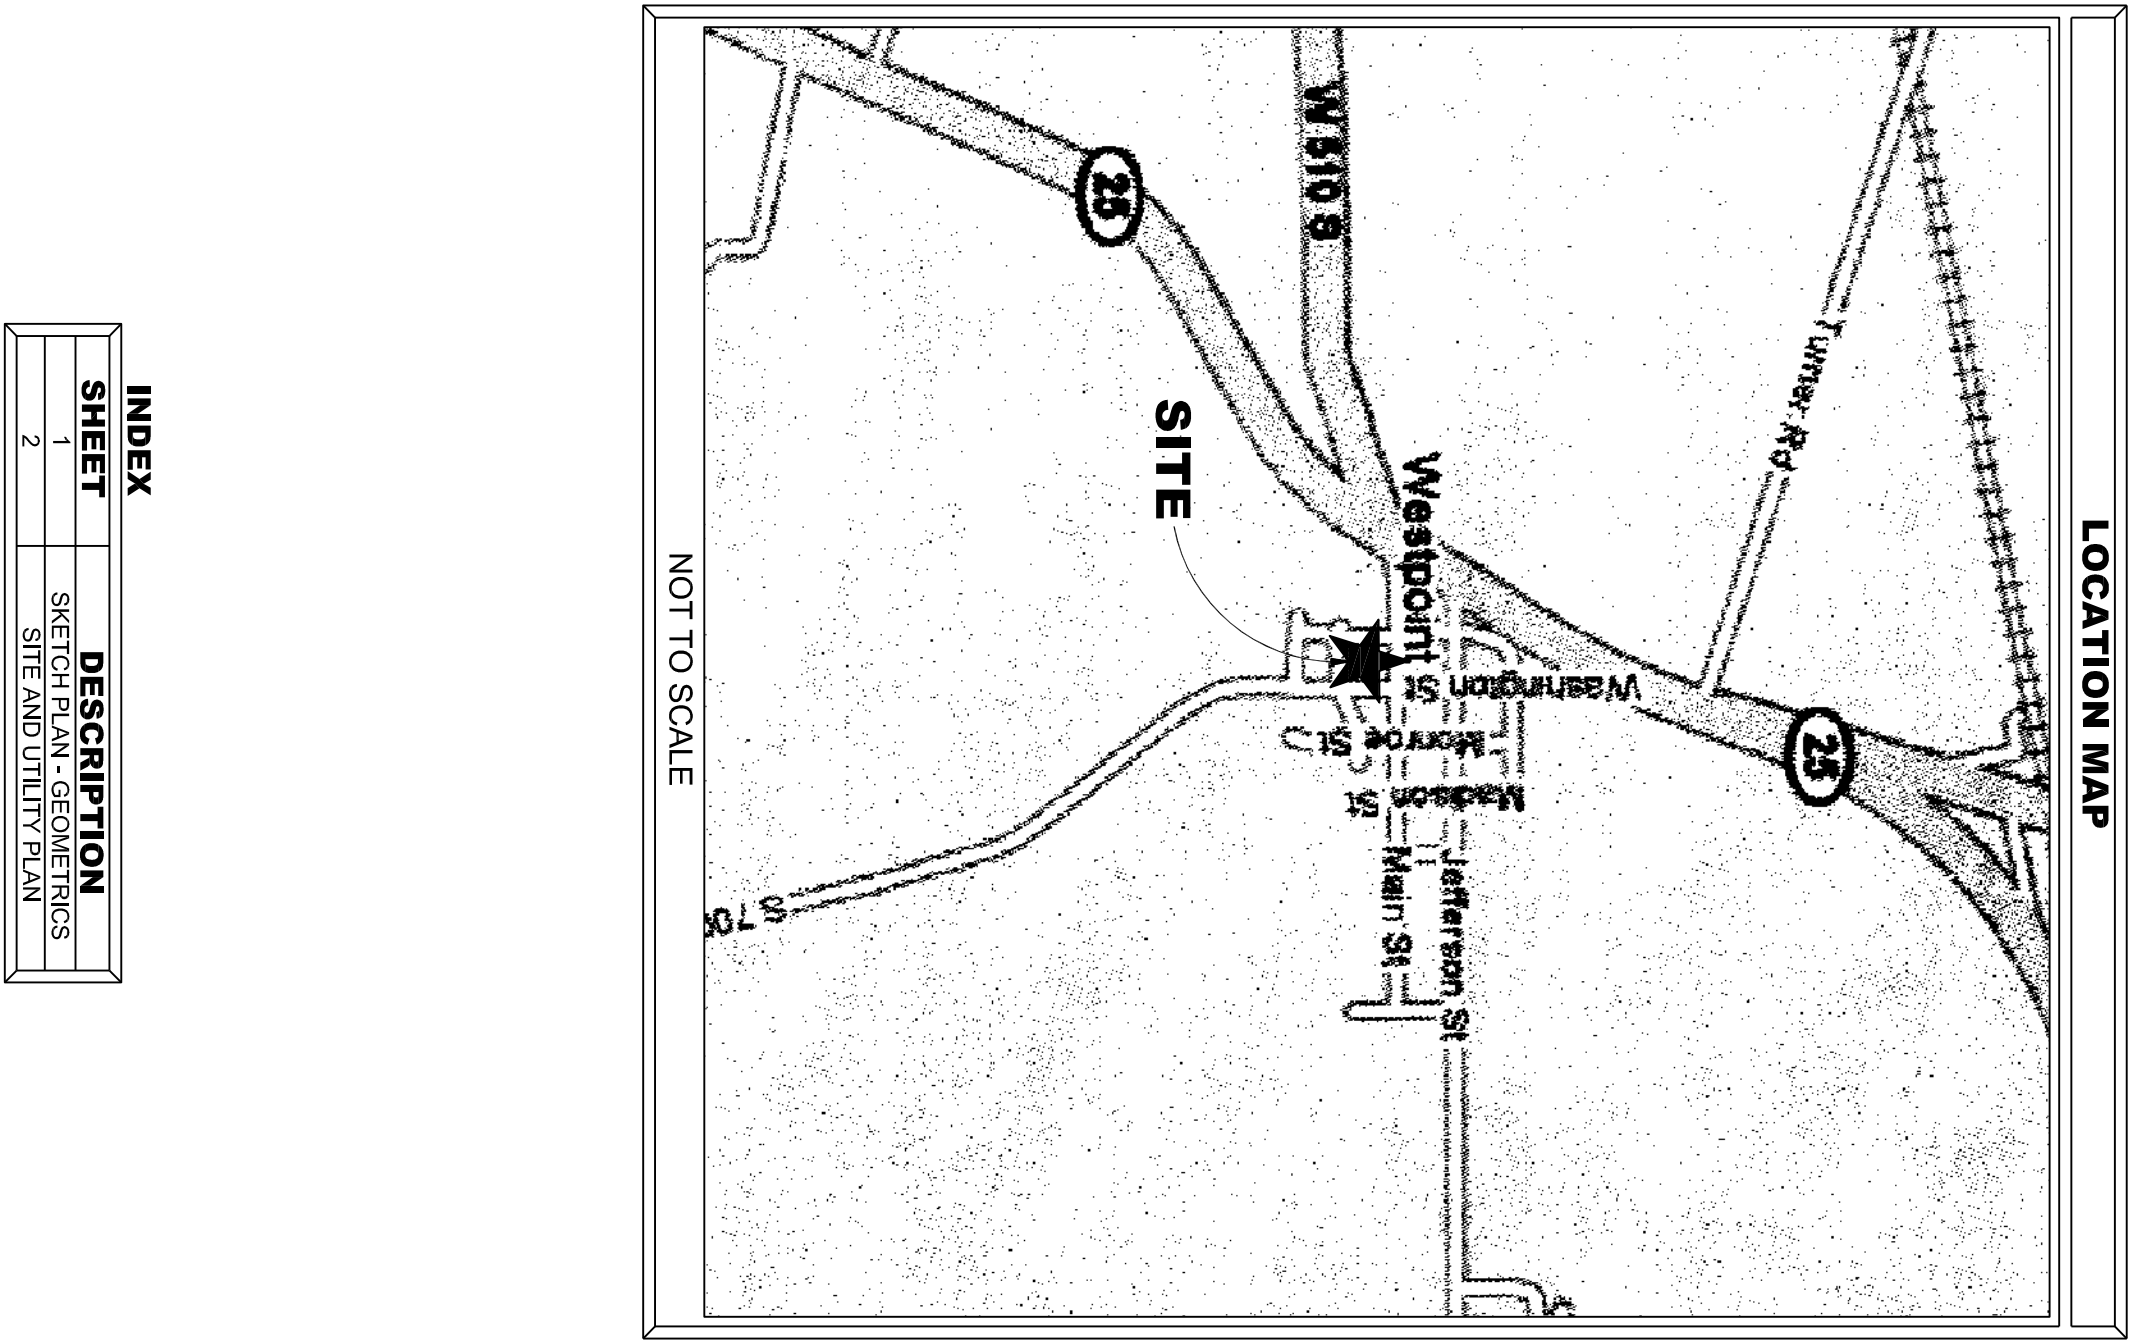 LOCATION MAP
Turner Rd
25
W 510 S
25
Westpoint
Washington St
Monroe St
Madison St
Jefferson St
Main St
SITE
S 700
NOT TO SCALE
INDEX
SHEET DESCRIPTION
1 SKETCH PLAN - GEOMETRICS
2 SITE AND UTILITY PLAN